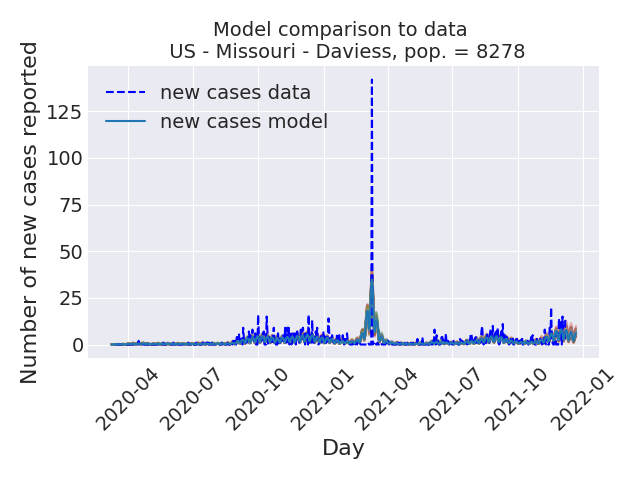 Model comparison to data
US - Missouri - Daviess, pop. = 8278
new cases data
new cases model
Number of new cases reported
125
100
75
50
25
0
2020-04
2020-07
2020-10
2021-01
2021-04
2021-07
2021-10
2022-01
Day